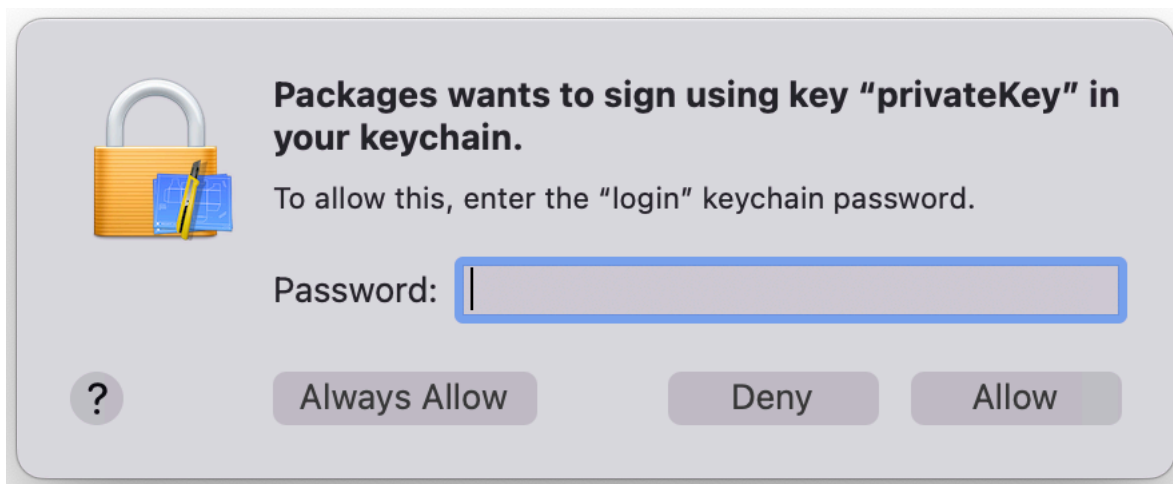 Packages wants to sign using key “privateKey” in
your keychain.
To allow this, enter the “login” keychain password.
Password:
?
Always Allow
Deny
Allow